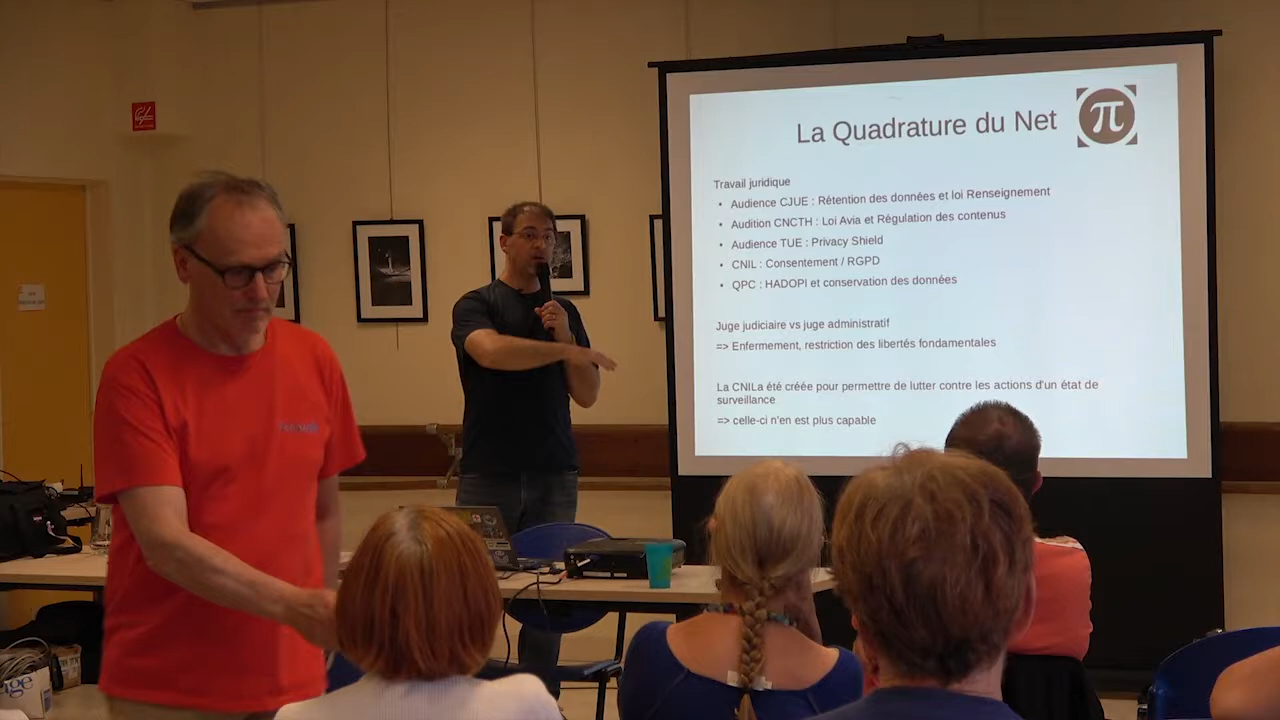 La Quadrature du Net
π
Travail juridique
• Audience CJUE : Rétention des données et loi Renseignement
• Audition CNCTH : Loi Avia et Régulation des contenus
• Audience TUE : Privacy Shield
• CNIL : Consentement / RGPD
• QPC : HADOPI et conservation des données
Juge judiciaire vs juge administratif
=> Enfermement, restriction des libertés fondamentales
La CNILa été créée pour permettre de lutter contre les actions d'un état de
surveillance
=> celle-ci n'en est plus capable